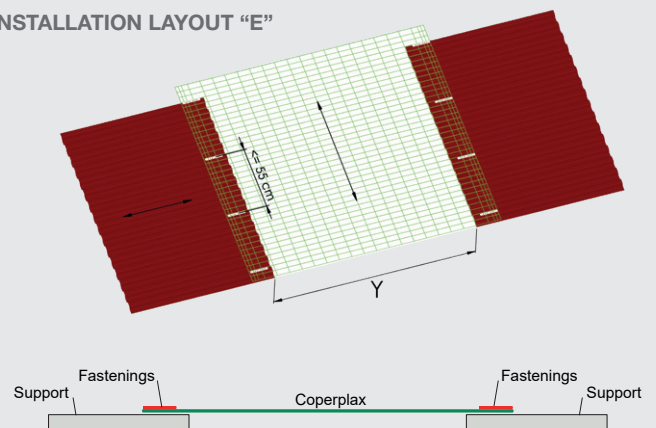 NSTALLATION LAYOUT “E”
<= 55 cm
Y
Fastenings
Fastenings
Support
Coperplax
Support